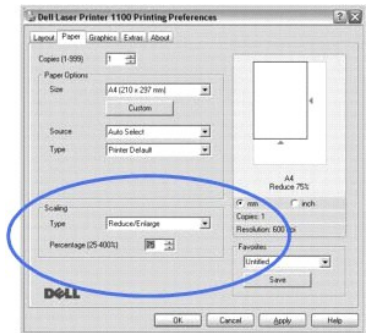 Dell Laser Printer 1100 Printing Preferences
Layout Paper Graphics Extras About
Copies (1-999) 1
Paper Options
Size A4 (210 x 297 mm)
Custom
Source Auto Select
Type Printer Default
A4
Reduce 75%
mm inch
Copies: 1
Resolution: 600 dpi
Scaling
Type Reduce/Enlarge
Percentage (25-400%) 75
Favorites
Untitled
Save
DELL
OK Cancel Apply Help